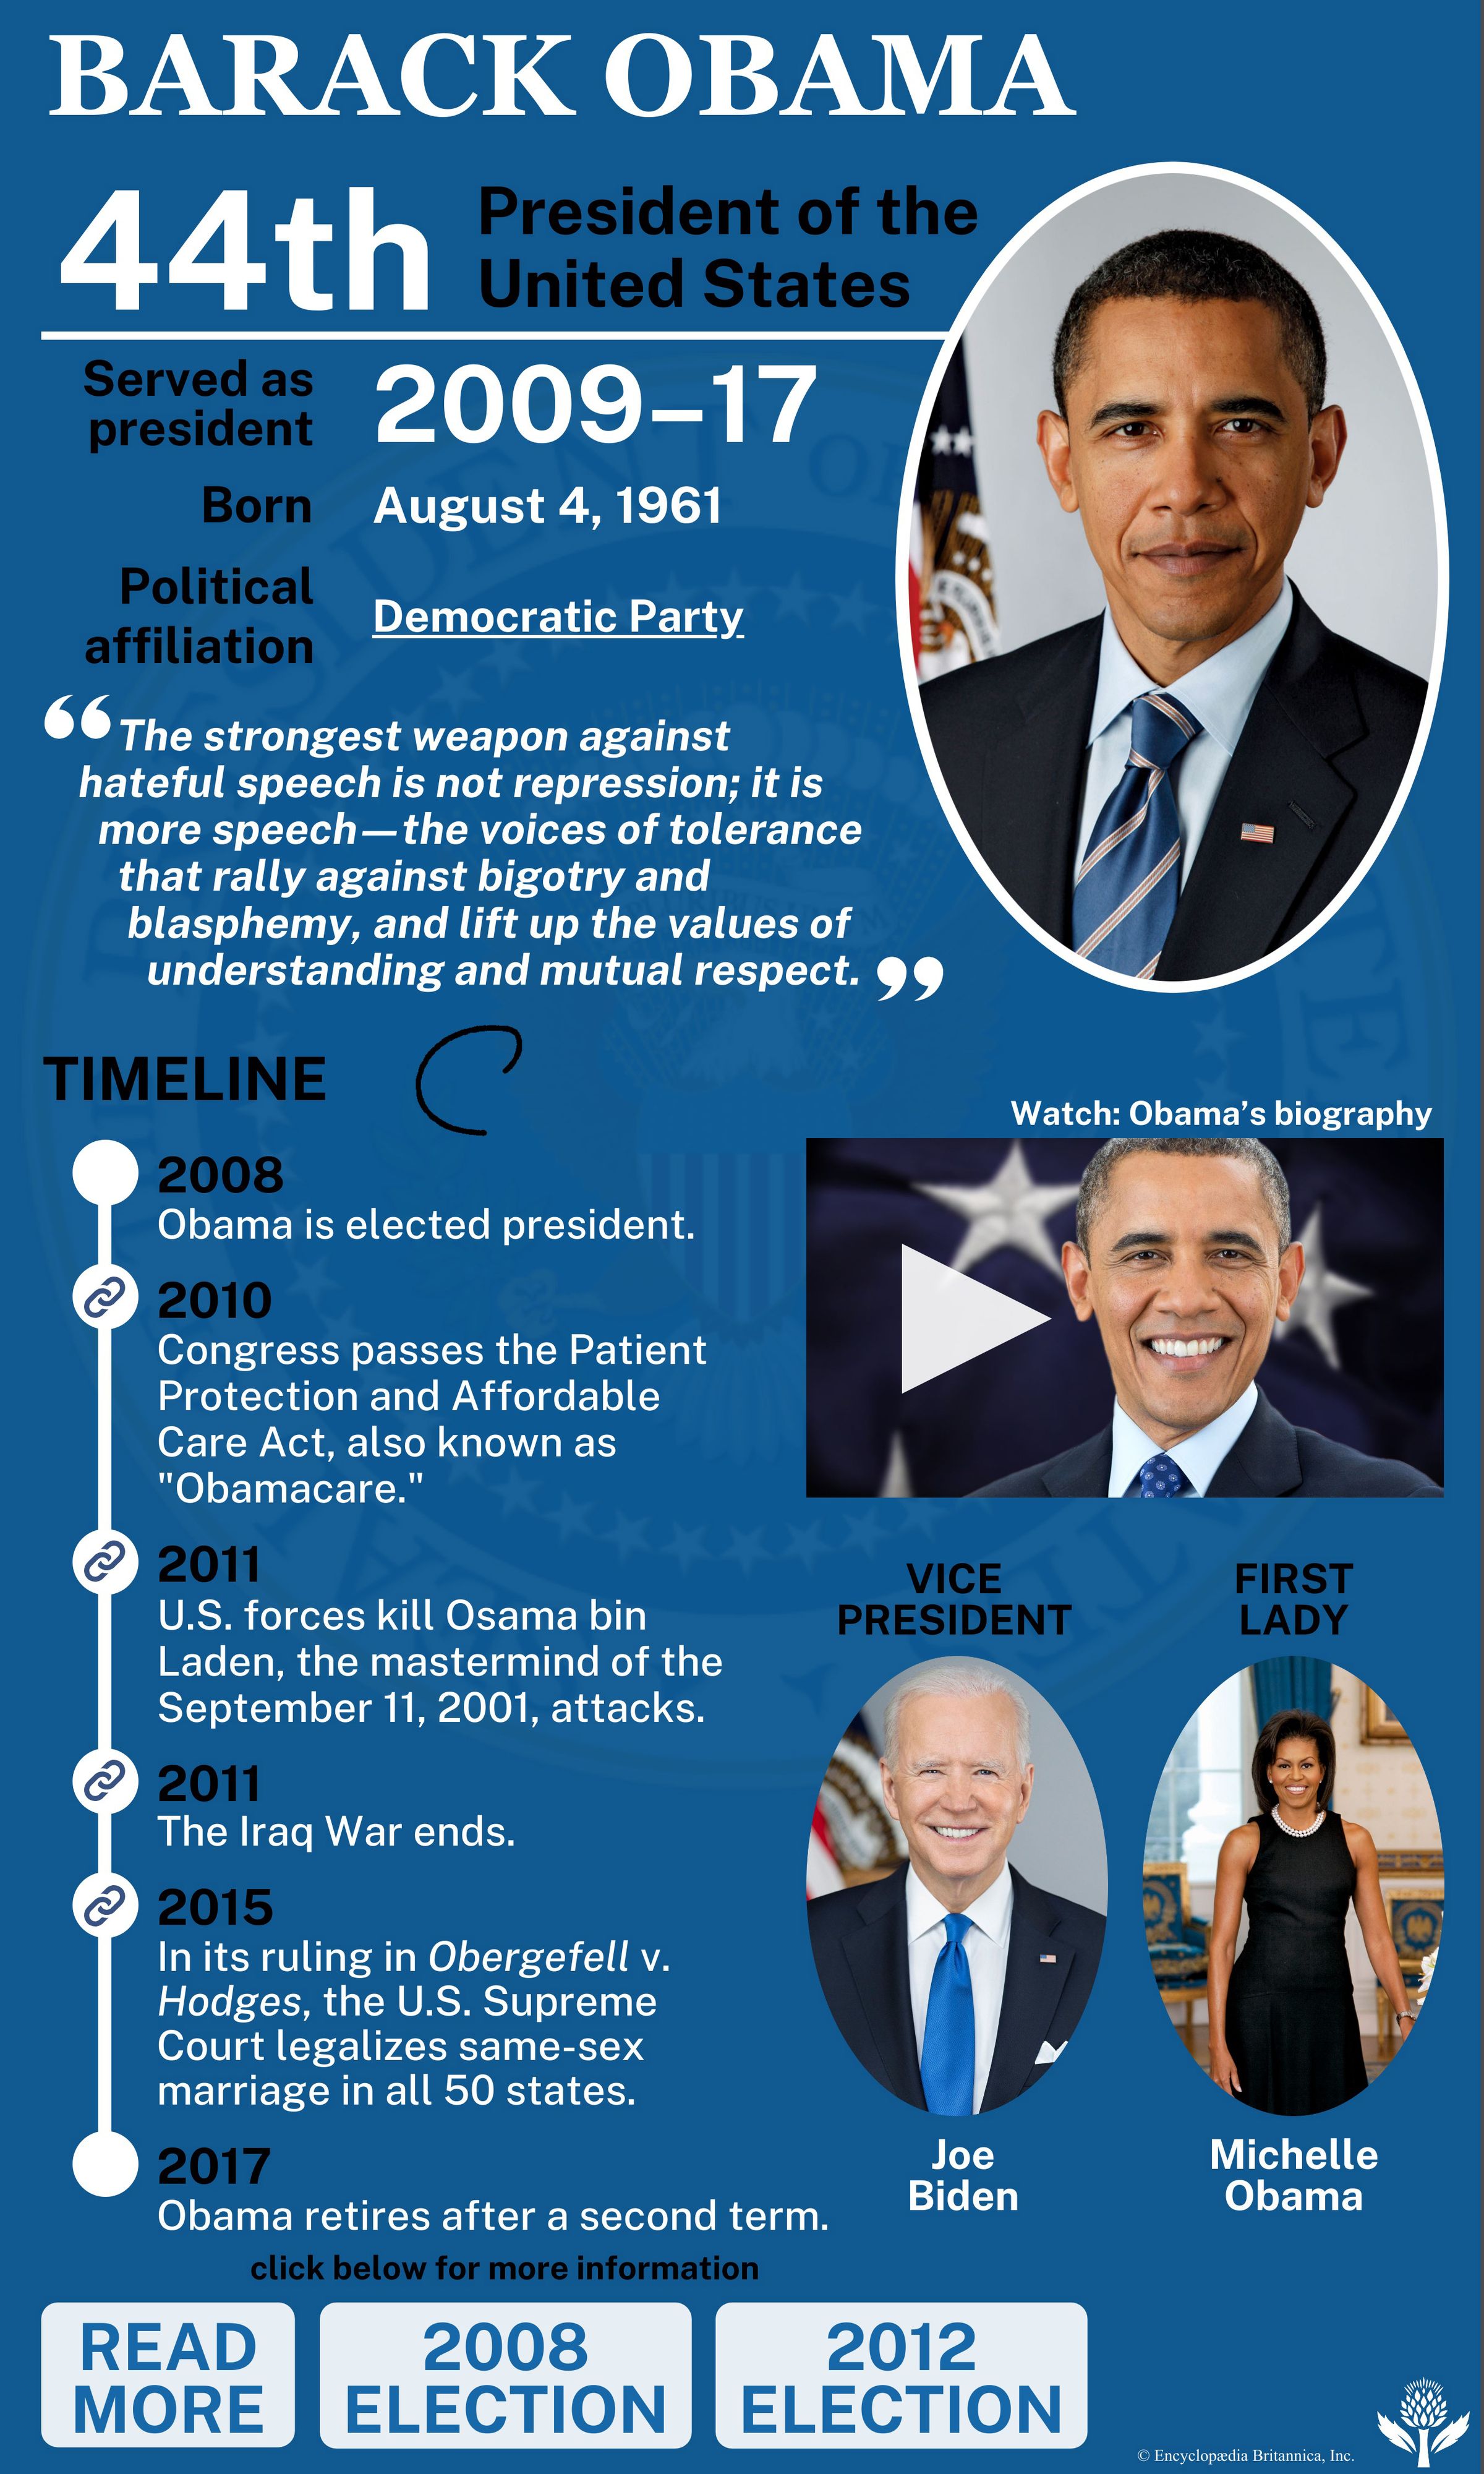 BARACK OBAMA
44th
President of the
United States
Served as
president
2009–17
Born
August 4, 1961
Political
affiliation
Democratic Party
“The strongest weapon against
hateful speech is not repression; it is
more speech—the voices of tolerance
that rally against bigotry and
blasphemy, and lift up the values of
understanding and mutual respect.”
TIMELINE
2008
Obama is elected president.
2010
Congress passes the Patient
Protection and Affordable
Care Act, also known as
"Obamacare."
2011
U.S. forces kill Osama bin
Laden, the mastermind of the
September 11, 2001, attacks.
2011
The Iraq War ends.
2015
In its ruling in Obergefell v.
Hodges, the U.S. Supreme
Court legalizes same-sex
marriage in all 50 states.
2017
Obama retires after a second term.
Watch: Obama’s biography
VICE
PRESIDENT
Joe
Biden
FIRST
LADY
Michelle
Obama
click below for more information
READ
MORE
2008
ELECTION
2012
ELECTION
© Encyclopædia Britannica, Inc.